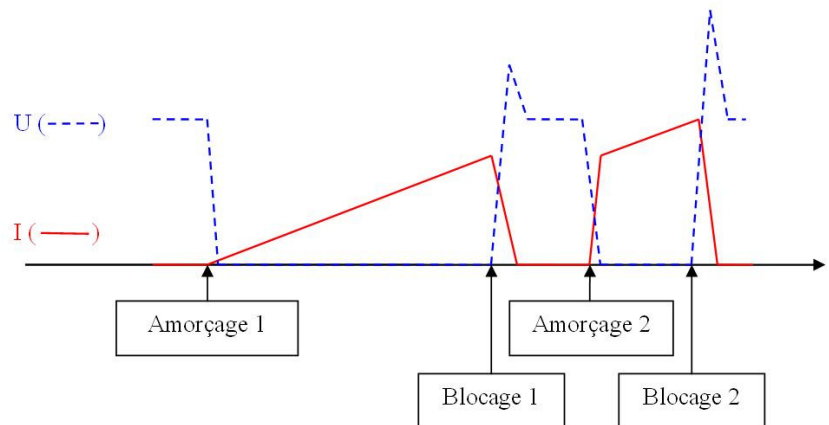 U (-----)
I (——)
Amorçage 1
Amorçage 2
Blocage 1
Blocage 2